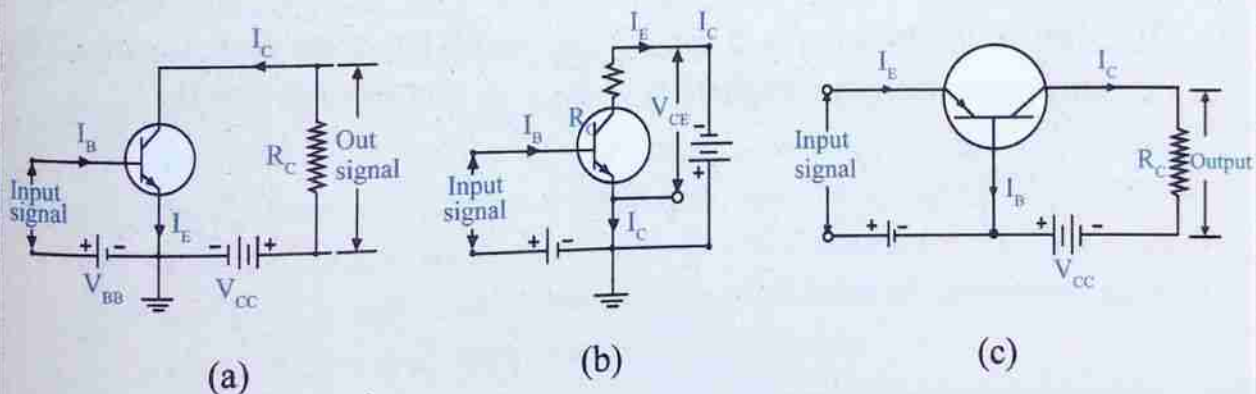 I_C
I_B
Input
signal
R_C
Out
signal
I_E
+ - - +
V_BB
V_CC
(a)
I_E I_C
R_C
V_CE
I_B
-
+
Input
signal
I_C
+ -
(b)
I_E
I_C
Input
signal
R_C
Output
I_B
+ - + -
V_CC
(c)